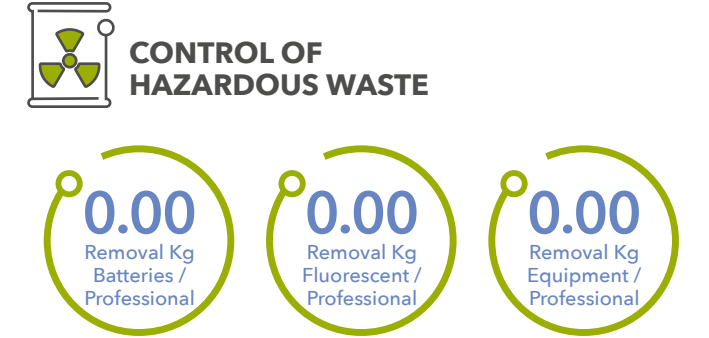 CONTROL OF
HAZARDOUS WASTE
0.00
Removal Kg
Batteries /
Professional
0.00
Removal Kg
Fluorescent /
Professional
0.00
Removal Kg
Equipment /
Professional